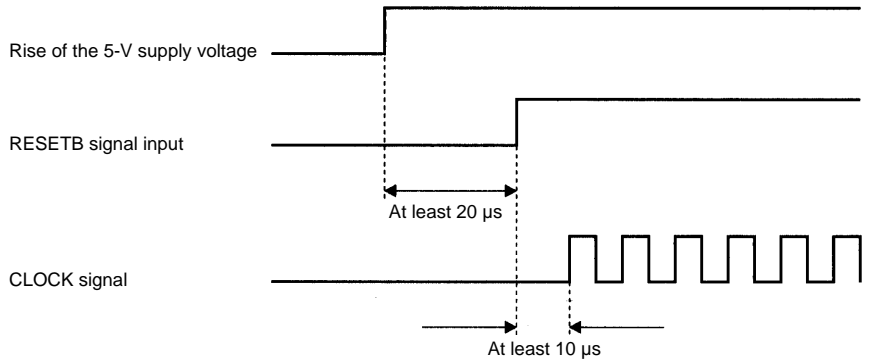 Rise of the 5-V supply voltage
RESETB signal input
At least 20 µs
CLOCK signal
At least 10 µs